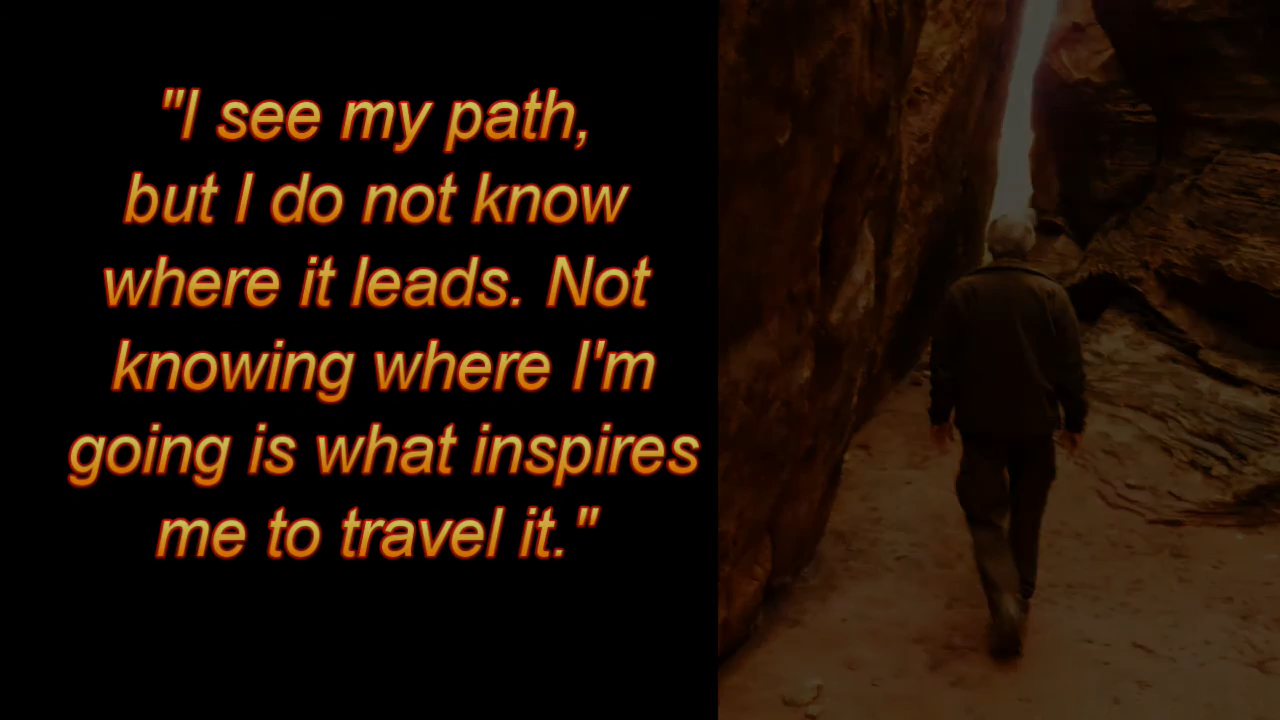 "I see my path,
but I do not know
where it leads. Not
knowing where I'm
going is what inspires
me to travel it."